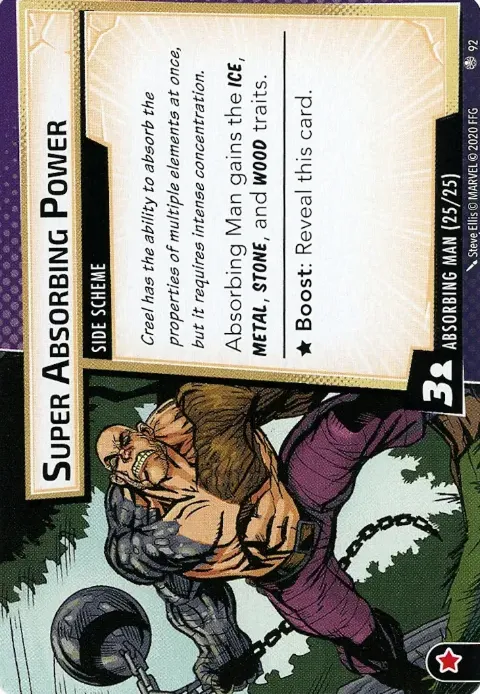 SUPER ABSORBING POWER
SIDE SCHEME
Creel has the ability to absorb the
properties of multiple elements at once,
but it requires intense concentration.
Absorbing Man gains the ICE,
METAL, STONE, and WOOD traits.
★ Boost: Reveal this card.
3
ABSORBING MAN (25/25)
Steve Ellis © MARVEL © 2020 FFG
92